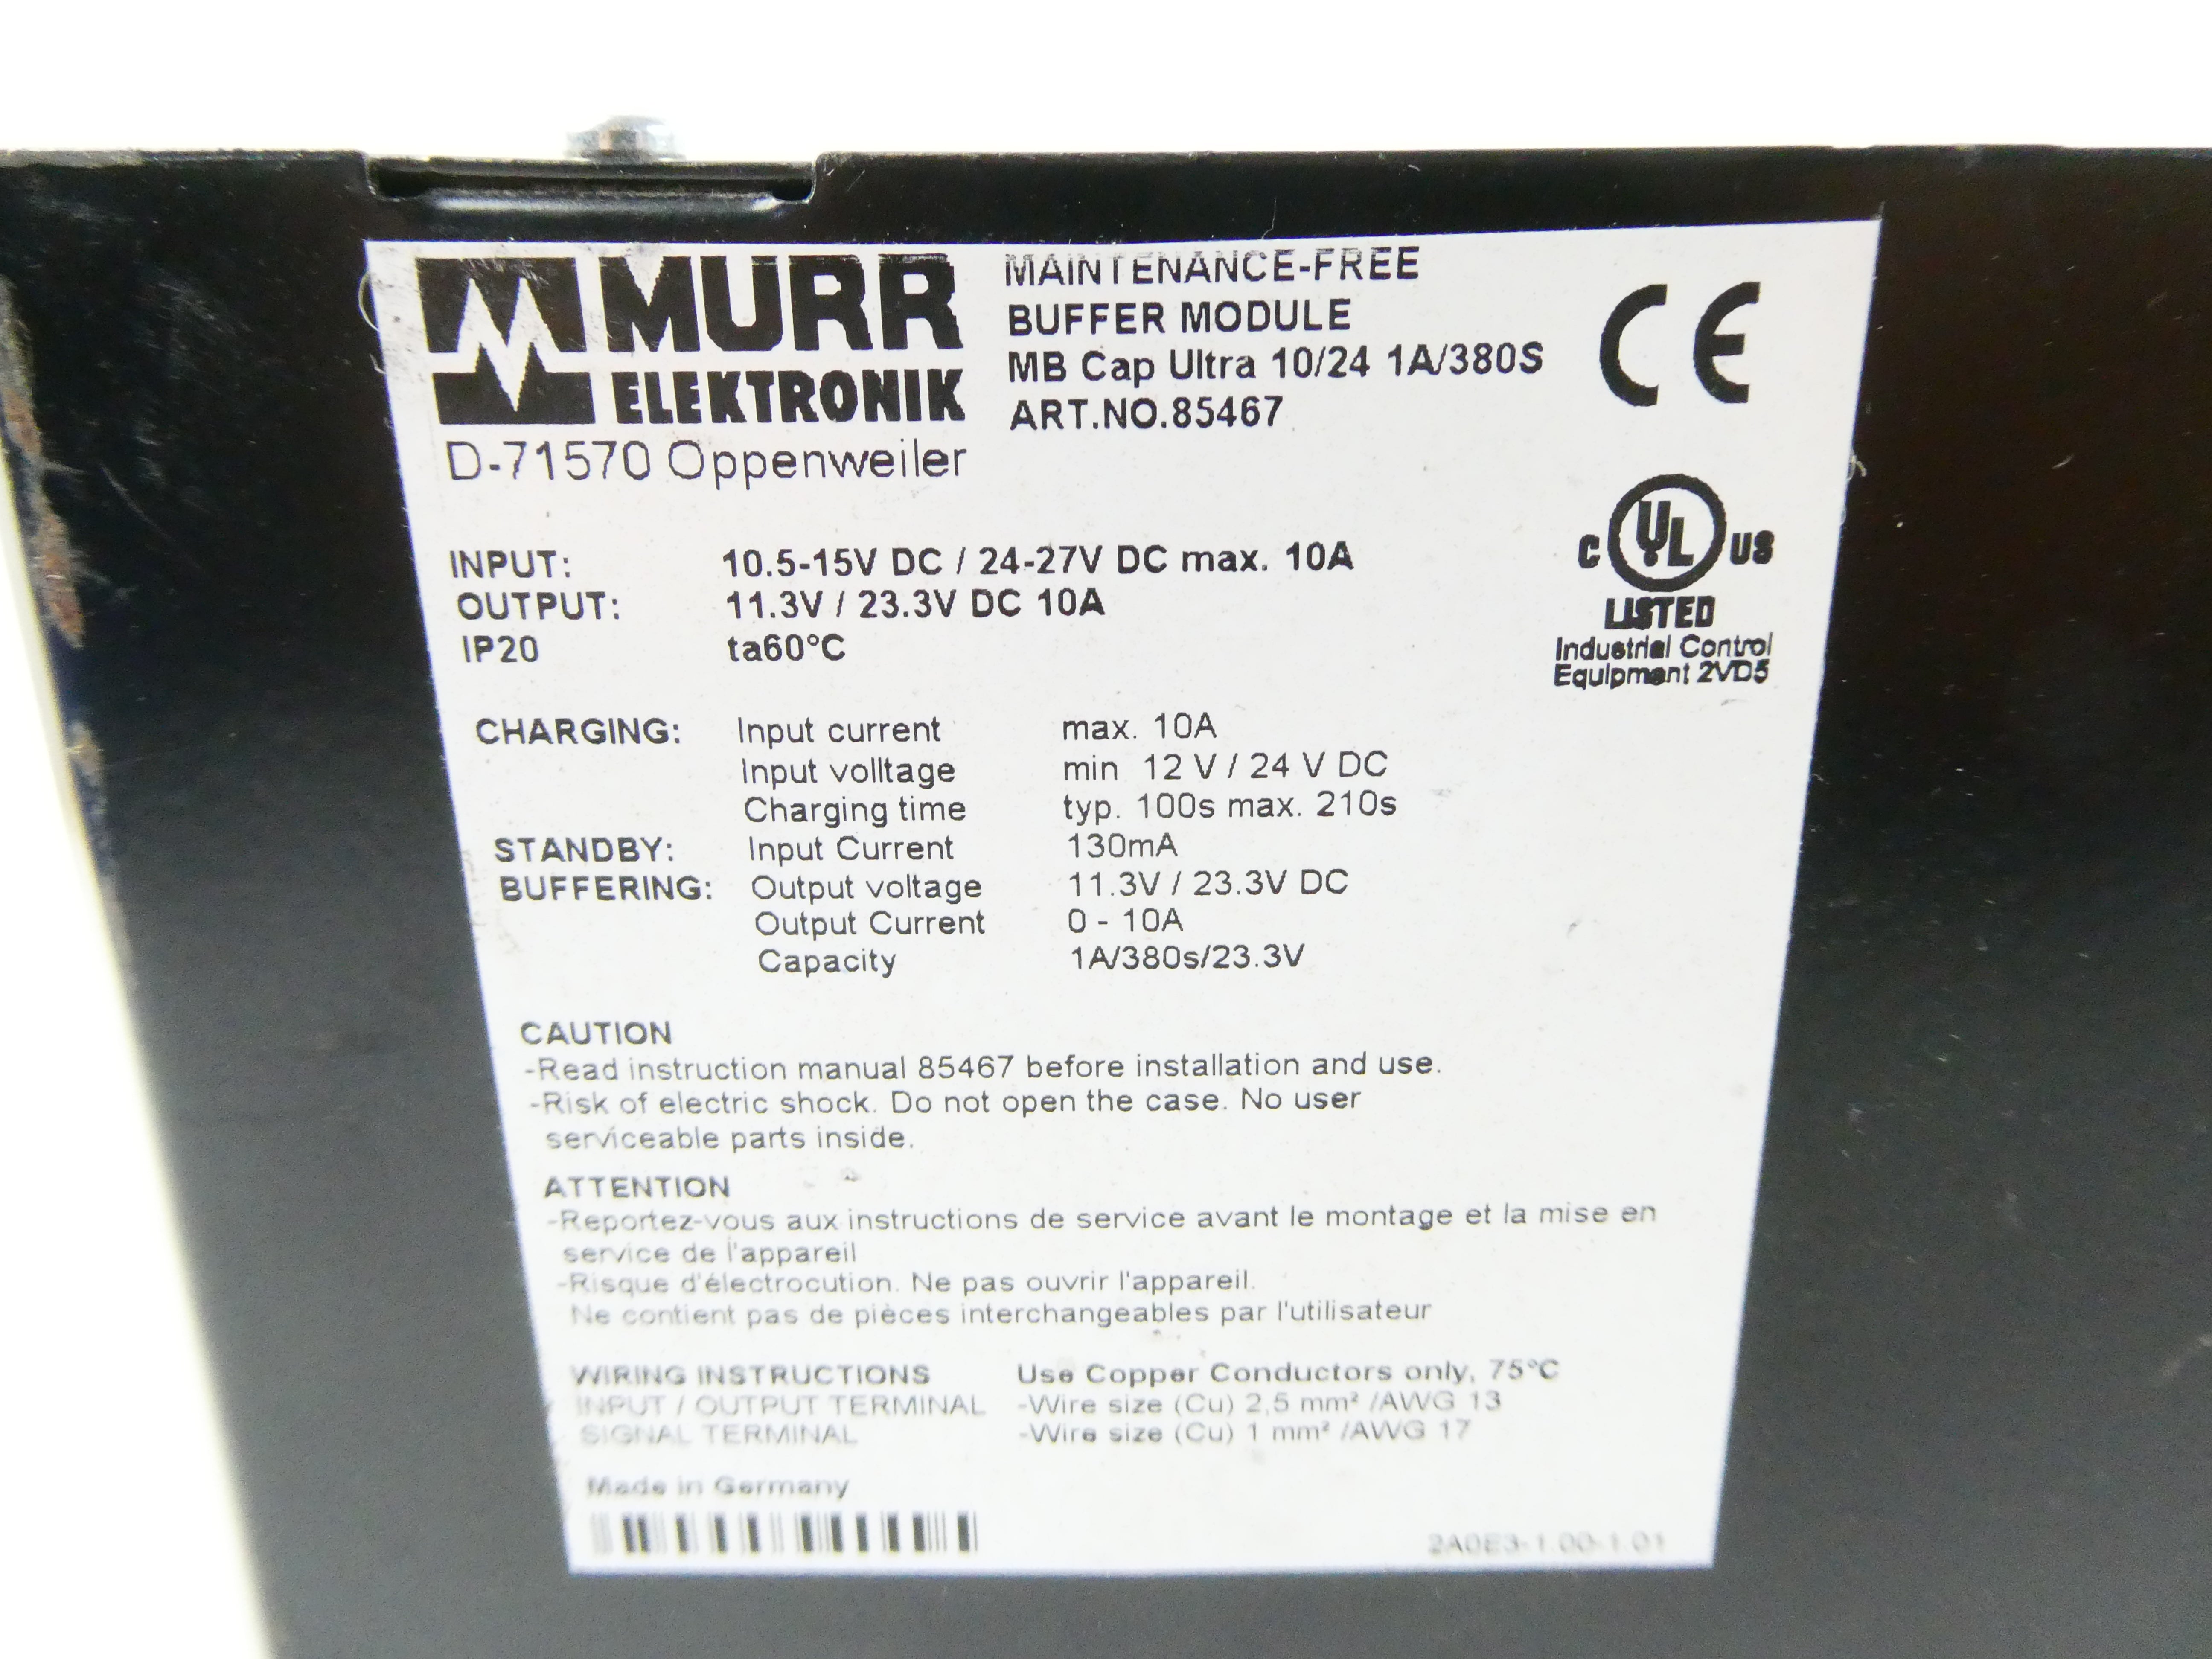 MURR
ELEKTRONIK
D-71570 Oppenweiler
MAINTENANCE-FREE
BUFFER MODULE
MB Cap Ultra 10/24 1A/380S
ART.NO.85467
CE
C UL US
LISTED
Industrial Control
Equipment 2VD5
INPUT: 10.5-15V DC / 24-27V DC max. 10A
OUTPUT: 11.3V / 23.3V DC 10A
IP20 ta60°C
CHARGING: Input current max. 10A
Input volltage min 12 V / 24 V DC
Charging time typ. 100s max. 210s
STANDBY: Input Current 130mA
BUFFERING: Output voltage 11.3V / 23.3V DC
Output Current 0 - 10A
Capacity 1A/380s/23.3V
CAUTION
-Read instruction manual 85467 before installation and use.
-Risk of electric shock. Do not open the case. No user
serviceable parts inside.
ATTENTION
-Reportez-vous aux instructions de service avant le montage et la mise en
service de l'appareil
-Risque d'électrocution. Ne pas ouvrir l'appareil.
Ne contient pas de pièces interchangeables par l'utilisateur
WIRING INSTRUCTIONS Use Copper Conductors only, 75°C
INPUT / OUTPUT TERMINAL -Wire size (Cu) 2,5 mm² /AWG 13
SIGNAL TERMINAL -Wire size (Cu) 1 mm² /AWG 17
Made in Germany
2A0E3-1.00-1.01